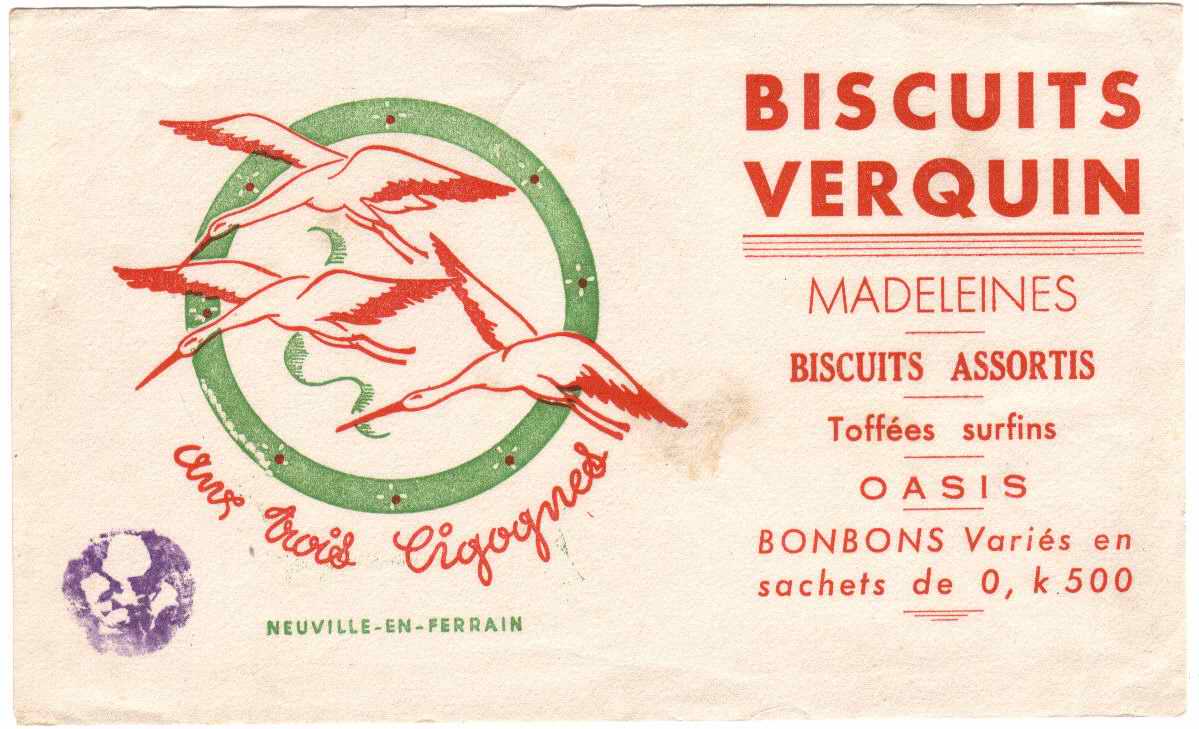 aux trois Cigognes
NEUVILLE-EN-FERRAIN
BISCUITS
VERQUIN
MADELEINES
BISCUITS ASSORTIS
Toffées surfins
OASIS
BONBONS Variés en
sachets de 0, k 500